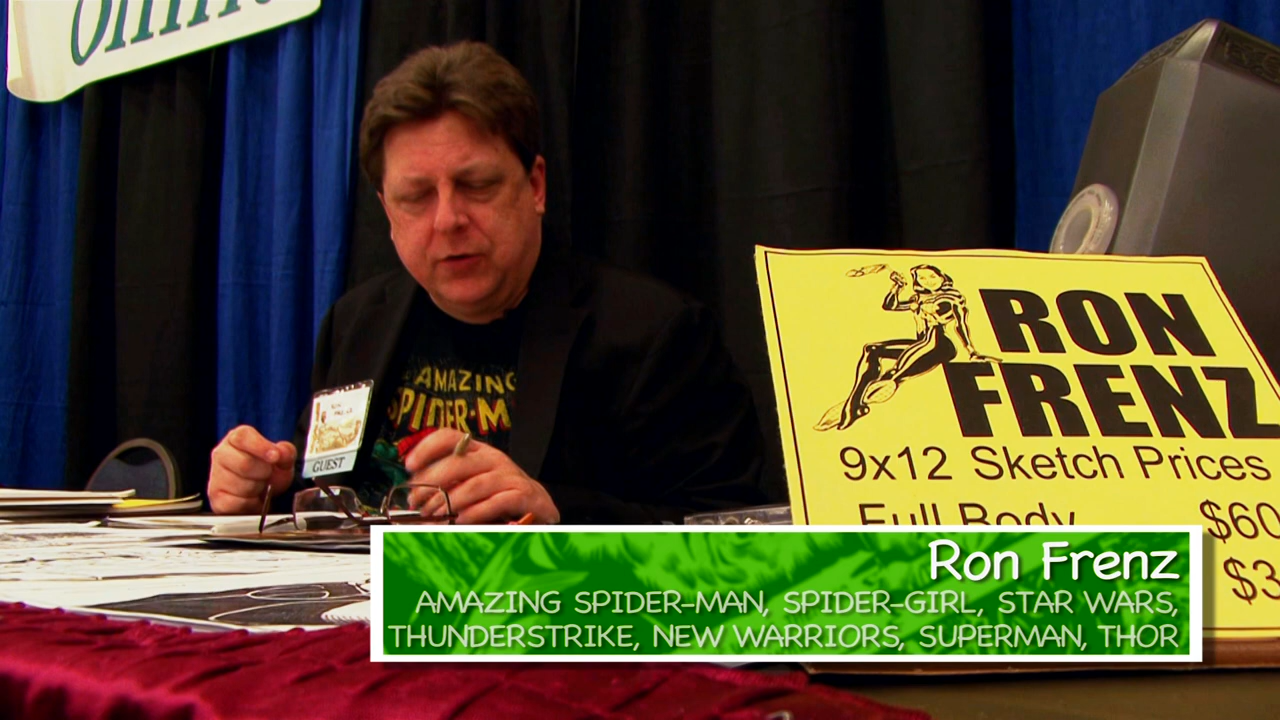 RON
FRENZ
9x12 Sketch Prices
Full Body $60
$3
AMAZING
SPIDER-M
GUEST
Ron Frenz
AMAZING SPIDER-MAN, SPIDER-GIRL, STAR WARS,
THUNDERSTRIKE, NEW WARRIORS, SUPERMAN, THOR